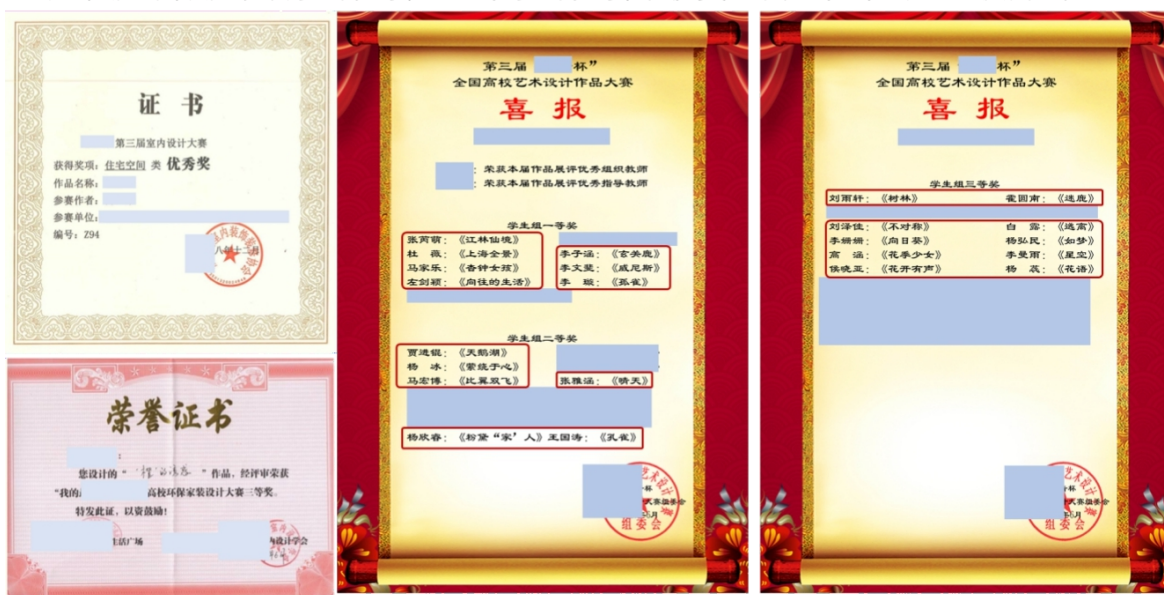 证 书
第三届室内设计大赛
获得奖项：住宅空间 类 优秀奖
作品名称：
参赛作者：
参赛单位：
编号：Z94
荣誉证书
：
您设计的“ ”作品，经评审荣获
“我的 高校环保家装设计大赛三等奖。
特发此证，以资鼓励！
生活广场
内设计学会
第三届 杯”
全国高校艺术设计作品大赛
喜 报
：荣获本届作品展评优秀组织教师
：荣获本届作品展评优秀指导教师
学生组一等奖
张芮萌：《江林仙境》
杜 薇：《上海全景》 李子涵：《玄关鹿》
马家乐：《香钟女孩》 李文斐：《威尼斯》
左剑颖：《向往的生活》 李 璇：《孤雀》
学生组二等奖
贾逍锟：《天鹅湖》
杨 冰：《萦绕于心》
马宏博：《比翼双飞》 张雅涵：《晴天》
杨欣睿：《粉黛“家’人》王国涛：《孔雀》
组委会
第三届 杯”
全国高校艺术设计作品大赛
喜 报
学生组三等奖
刘雨轩：《树林》 霍圆南：《迷鹿》
刘泽佳：《不对称》 白 露：《逃离》
李姗姗：《向日葵》 杨弘民：《如梦》
高 涵：《花季少女》 李曼雨：《星空》
侯晓亚：《花开有声》 杨 蕊：《花语》
组委会